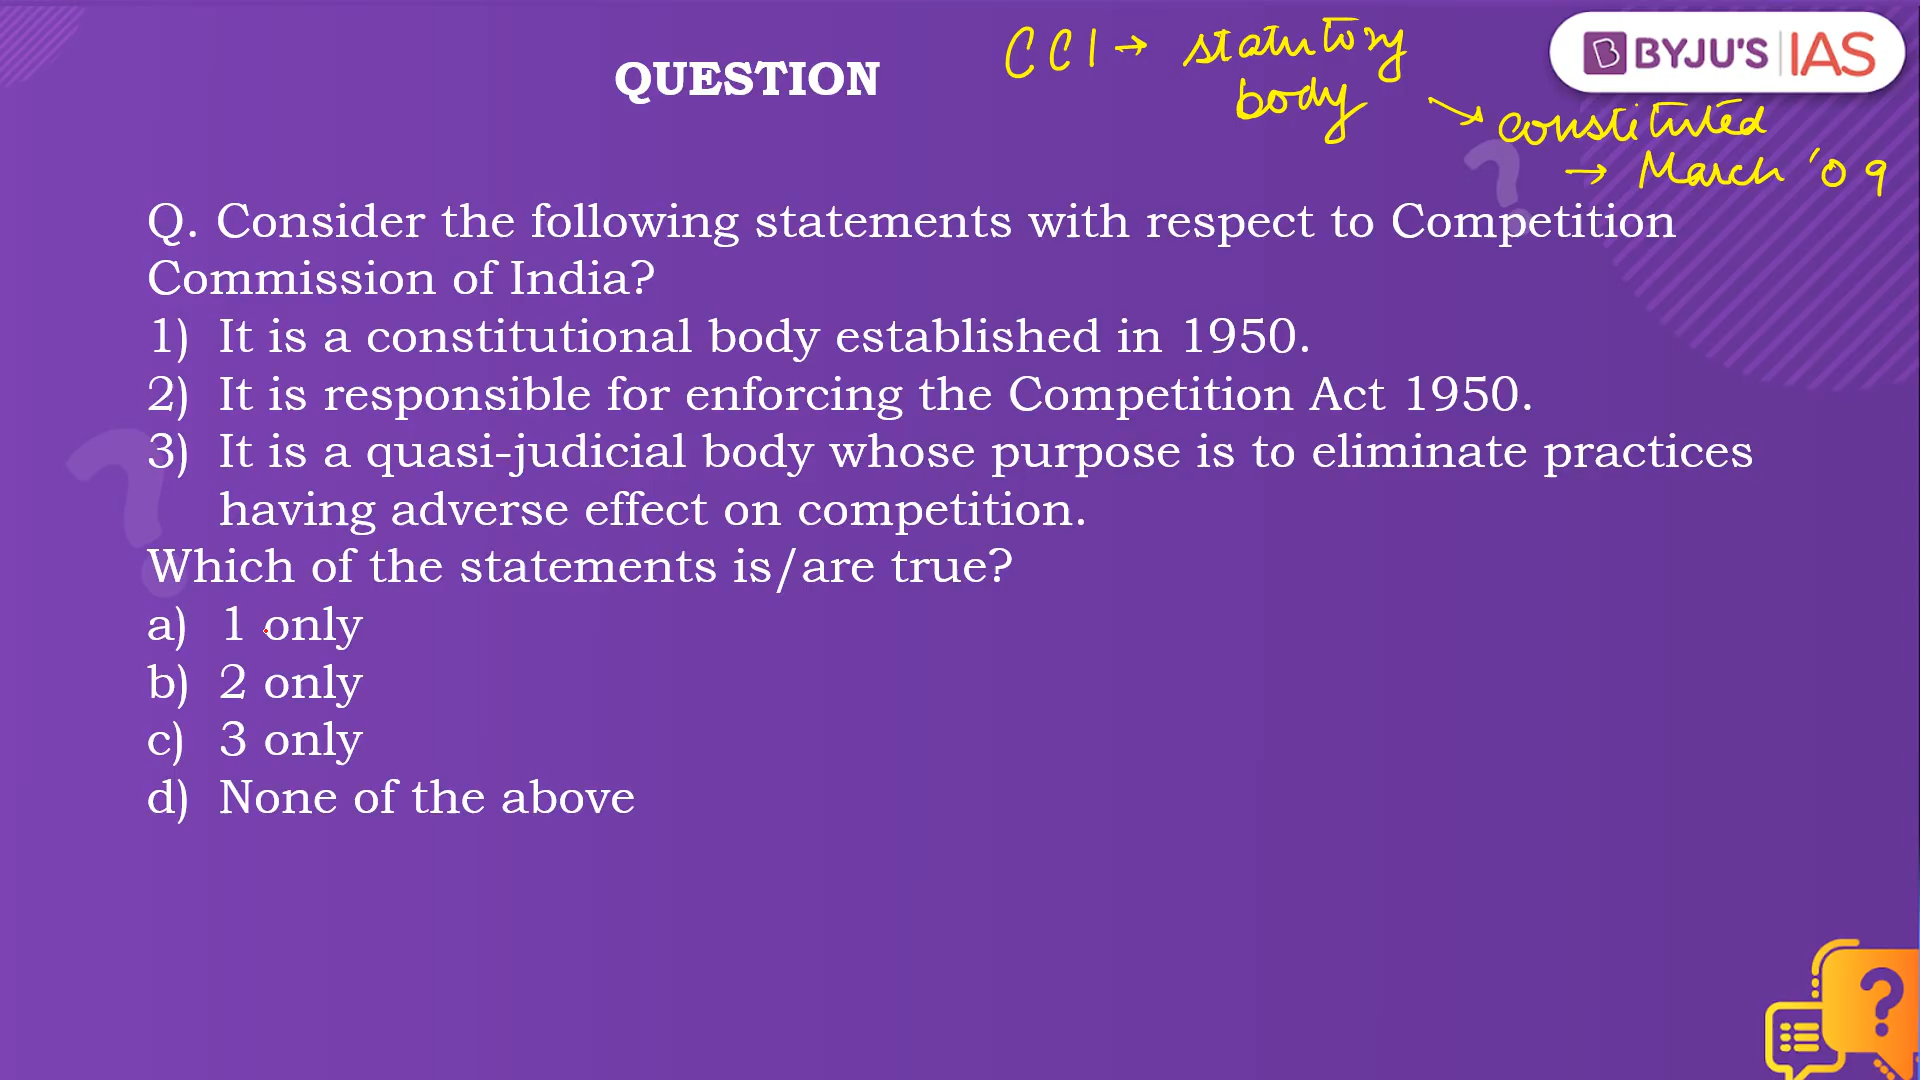 QUESTION
CCI → statutory
body
→ constituted
→ March '09
BYJU'S IAS
Q. Consider the following statements with respect to Competition
Commission of India?
1) It is a constitutional body established in 1950.
2) It is responsible for enforcing the Competition Act 1950.
3) It is a quasi-judicial body whose purpose is to eliminate practices
having adverse effect on competition.
Which of the statements is/are true?
a) 1 only
b) 2 only
c) 3 only
d) None of the above